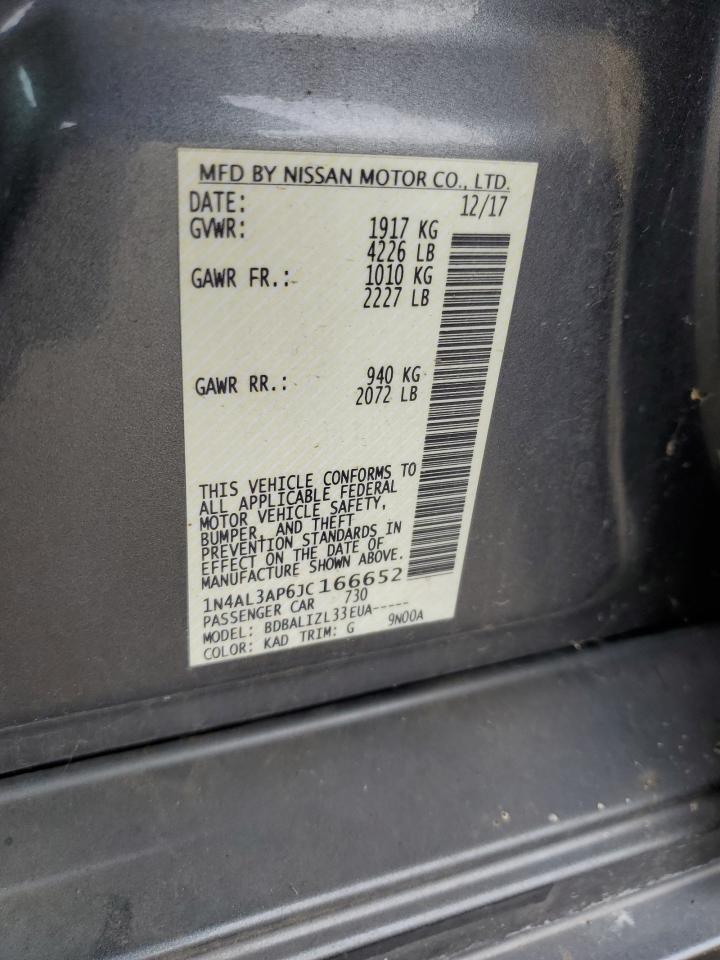 MFD BY NISSAN MOTOR CO., LTD.
DATE: 12/17
GVWR: 1917 KG
4226 LB
GAWR FR.: 1010 KG
2227 LB
GAWR RR.: 940 KG
2072 LB
THIS VEHICLE CONFORMS TO
ALL APPLICABLE FEDERAL
MOTOR VEHICLE SAFETY,
BUMPER, AND THEFT
PREVENTION STANDARDS IN
EFFECT ON THE DATE OF
MANUFACTURE SHOWN ABOVE.
1N4AL3AP6JC166652
PASSENGER CAR 730
MODEL: BDBALIZL33EUA-----
COLOR: KAD TRIM: G 9N00A